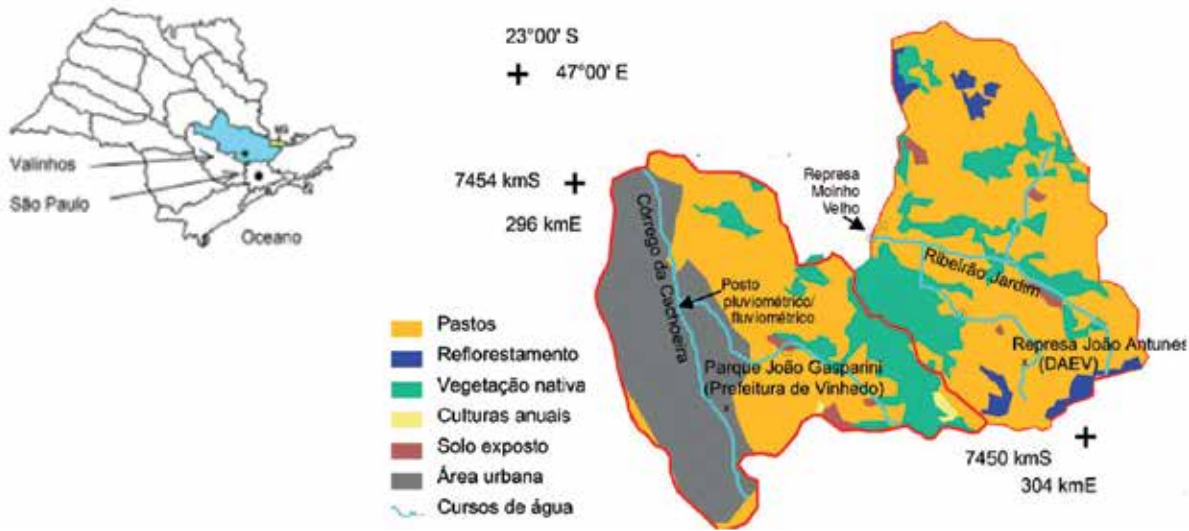 Valinhos
São Paulo
Oceano
23°00' S
47°00' E
7454 kmS
296 kmE
Represa
Moinho
Velho
Córrego da Cachoeira
Ribeirão Jardim
Posto
pluviométrico/
fluviométrico
Parque João Gasparini
(Prefeitura de Vinhedo)
Represa João Antunes
(DAEV)
7450 kmS
304 kmE
Pastos
Reflorestamento
Vegetação nativa
Culturas anuais
Solo exposto
Área urbana
Cursos de água